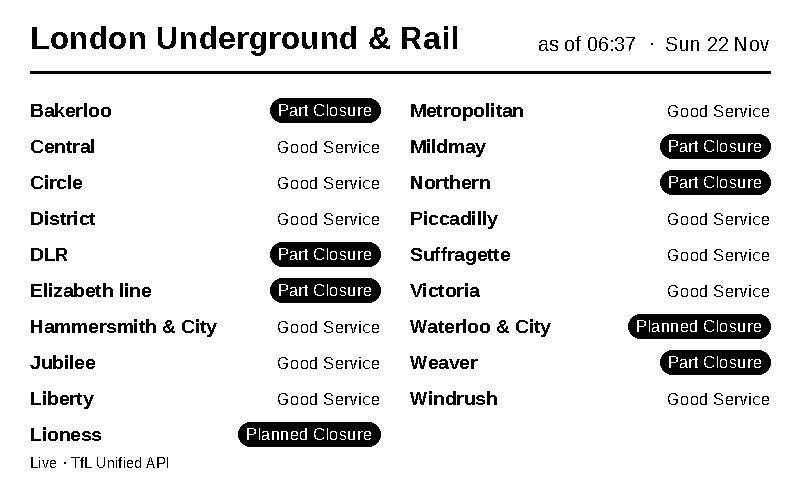 London Underground & Rail
as of 06:37 · Sun 22 Nov
Bakerloo Part Closure
Central Good Service
Circle Good Service
District Good Service
DLR Part Closure
Elizabeth line Part Closure
Hammersmith & City Good Service
Jubilee Good Service
Liberty Good Service
Lioness Planned Closure
Metropolitan Good Service
Mildmay Part Closure
Northern Part Closure
Piccadilly Good Service
Suffragette Good Service
Victoria Good Service
Waterloo & City Planned Closure
Weaver Part Closure
Windrush Good Service
Live · TfL Unified API